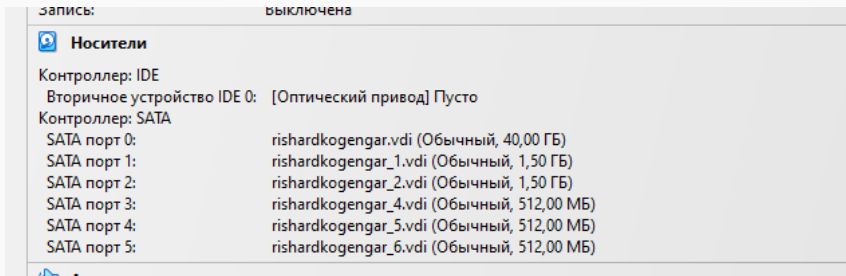 Запись: Выключена
Носители
Контроллер: IDE
Вторичное устройство IDE 0: [Оптический привод] Пусто
Контроллер: SATA
SATA порт 0: rishardkogengar.vdi (Обычный, 40,00 ГБ)
SATA порт 1: rishardkogengar_1.vdi (Обычный, 1,50 ГБ)
SATA порт 2: rishardkogengar_2.vdi (Обычный, 1,50 ГБ)
SATA порт 3: rishardkogengar_4.vdi (Обычный, 512,00 МБ)
SATA порт 4: rishardkogengar_5.vdi (Обычный, 512,00 МБ)
SATA порт 5: rishardkogengar_6.vdi (Обычный, 512,00 МБ)